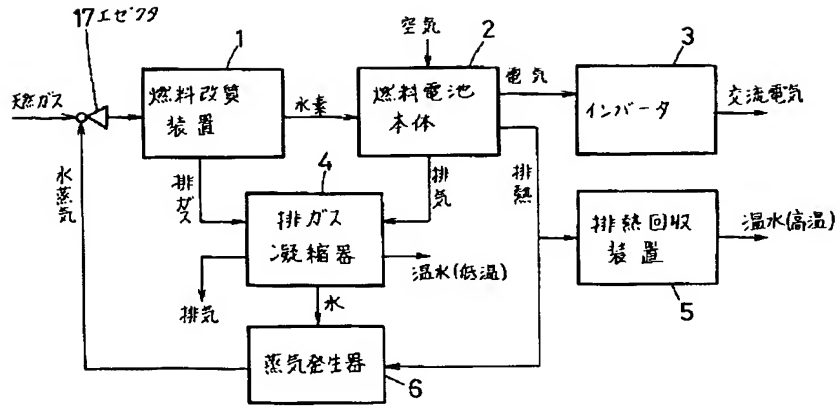 17エゼクタ
1
空気
2
3
天然ガス
燃料改質
装置
水素
燃料電池
本体
電気
インバータ
交流電気
水蒸気
排ガス
4
排気
排熱
排ガス
凝縮器
温水(低温)
排熱回収
装置
温水(高温)
5
排気
水
蒸気発生器
6